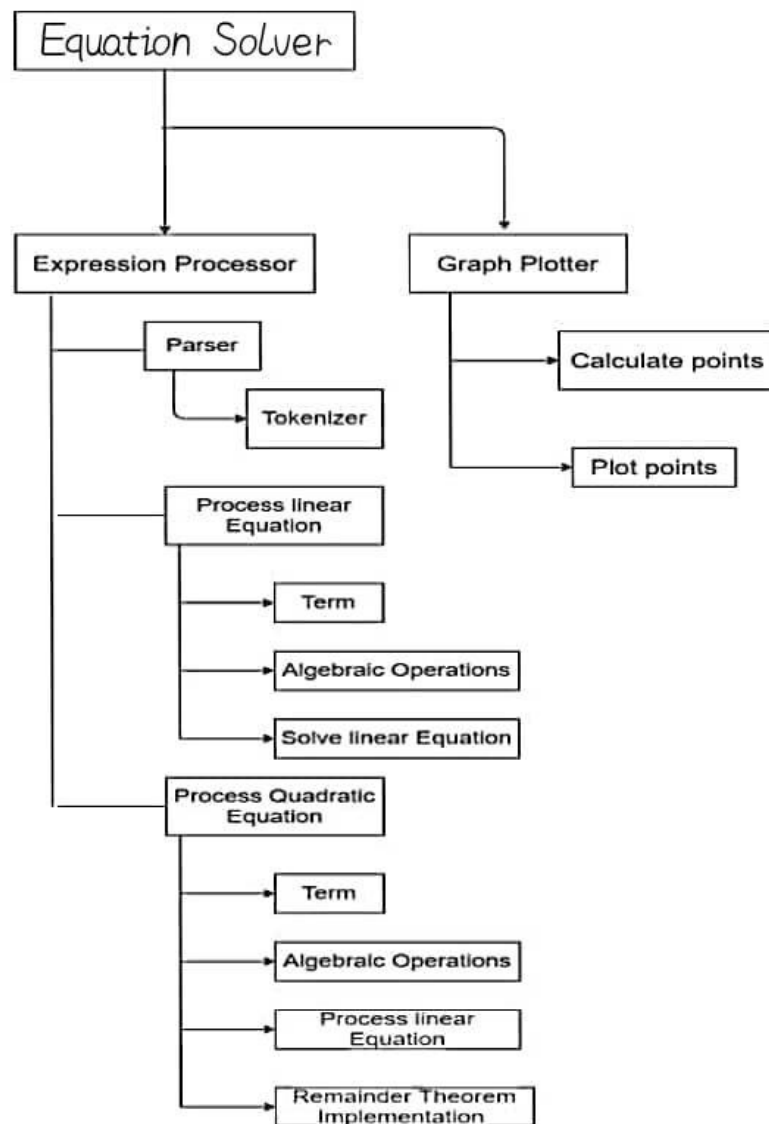 Equation Solver
Expression Processor
Graph Plotter
Parser
Calculate points
Tokenizer
Plot points
Process linear
Equation
Term
Algebraic Operations
Solve linear Equation
Process Quadratic
Equation
Term
Algebraic Operations
Process linear
Equation
Remainder Theorem
Implementation